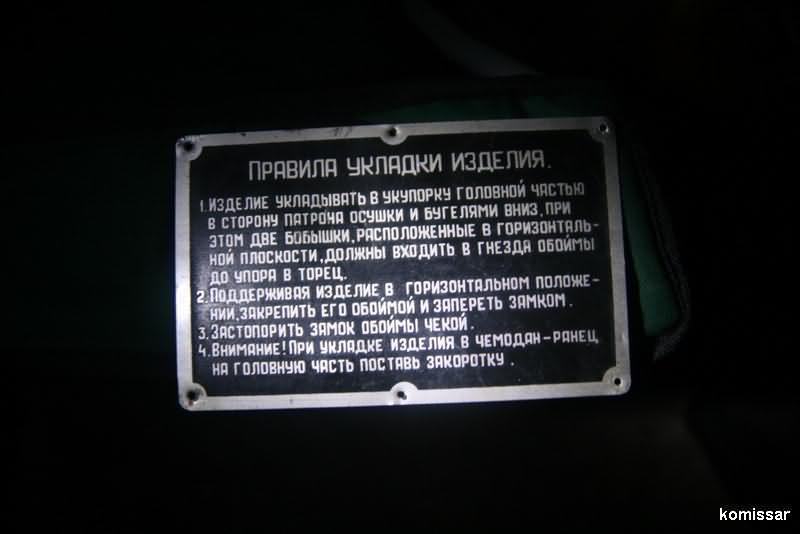 ПРАВИЛА УКЛАДКИ ИЗДЕЛИЯ.
1. ИЗДЕЛИЕ УКЛАДЫВАТЬ В УКУПОРКУ ГОЛОВНОЙ ЧАСТЬЮ
В СТОРОНУ ПАТРОНА ОСУШКИ И БУГЕЛЯМИ ВНИЗ, ПРИ
ЭТОМ ДВЕ БОБЫШКИ, РАСПОЛОЖЕННЫЕ В ГОРИЗОНТАЛЬ-
НОЙ ПЛОСКОСТИ, ДОЛЖНЫ ВХОДИТЬ В ГНЕЗДА ОБОЙМЫ
ДО УПОРА В ТОРЕЦ.
2. ПОДДЕРЖИВАЯ ИЗДЕЛИЕ В ГОРИЗОНТАЛЬНОМ ПОЛОЖЕ-
НИИ, ЗАКРЕПИТЬ ЕГО ОБОЙМОЙ И ЗАПЕРЕТЬ ЗАМКОМ.
3. ЗАСТОПОРИТЬ ЗАМОК ОБОЙМЫ ЧЕКОЙ.
4. ВНИМАНИЕ! ПРИ УКЛАДКЕ ИЗДЕЛИЯ В ЧЕМОДАН-РАНЕЦ
НА ГОЛОВНУЮ ЧАСТЬ ПОСТАВЬ ЗАКОРОТКУ.
komissar